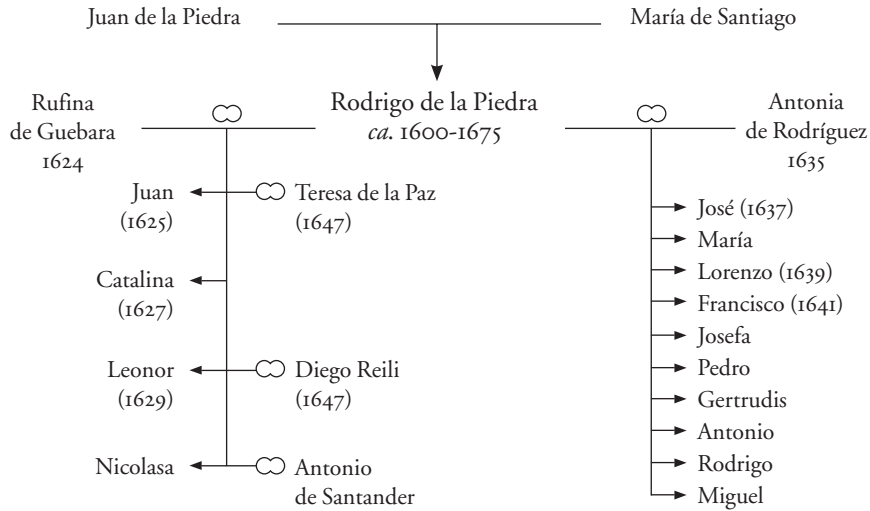 Juan de la Piedra
María de Santiago
Rufina
de Guebara
1624
Rodrigo de la Piedra
ca. 1600-1675
Antonia
de Rodríguez
1635
Juan
(1625)
Teresa de la Paz
(1647)
Catalina
(1627)
Leonor
(1629)
Diego Reili
(1647)
Nicolasa
Antonio
de Santander
José (1637)
María
Lorenzo (1639)
Francisco (1641)
Josefa
Pedro
Gertrudis
Antonio
Rodrigo
Miguel